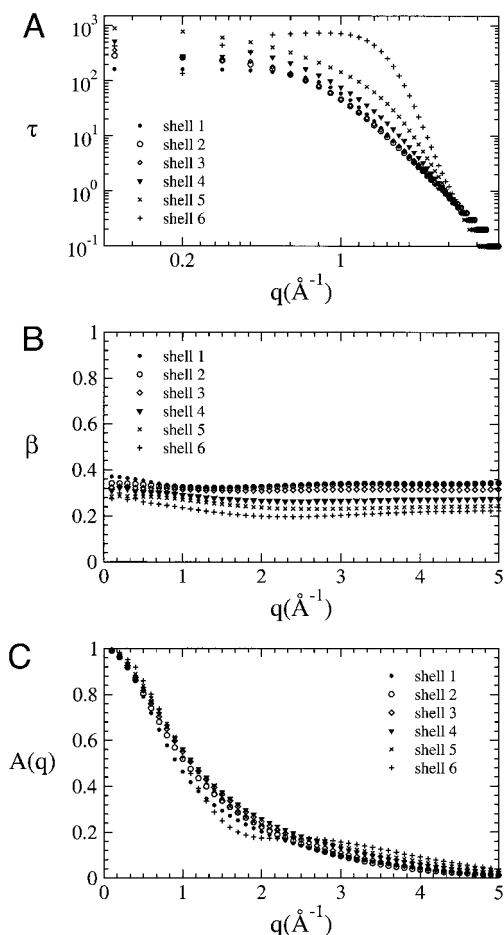 A
10³
10²
τ
10¹
10⁰
10⁻¹
shell 1
shell 2
shell 3
shell 4
shell 5
shell 6
0.2
1
q(Å⁻¹)
B
1
0.8
0.6
β
0.4
0.2
0
shell 1
shell 2
shell 3
shell 4
shell 5
shell 6
0
1
2
3
4
5
q(Å⁻¹)
C
1
0.8
0.6
A(q)
0.4
0.2
0
shell 1
shell 2
shell 3
shell 4
shell 5
shell 6
0
1
2
3
4
5
q(Å⁻¹)